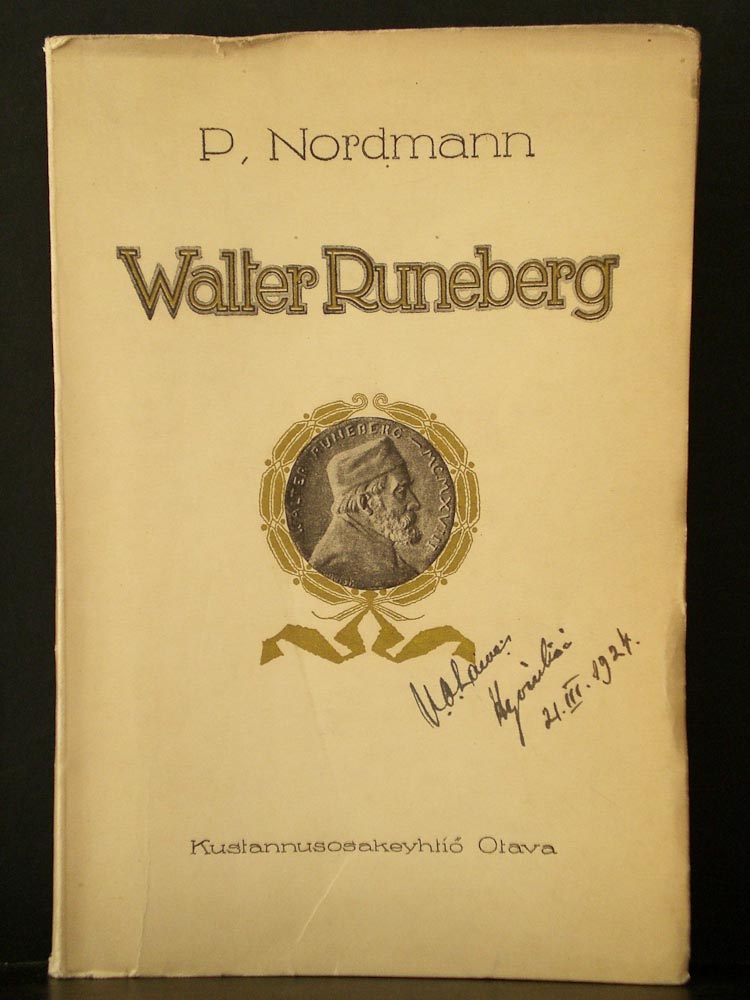 P. Nordmann
Walter Runeberg
WALTER RUNEBERG — MCMXVIII
21.III.1924.
Kustannusosakeyhtiö Otava